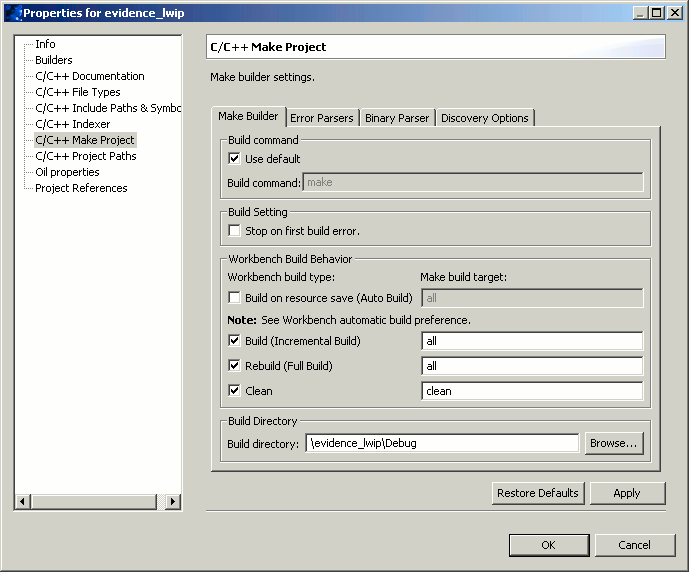 Properties for evidence_lwip
Info
Builders
C/C++ Documentation
C/C++ File Types
C/C++ Include Paths & Symbo
C/C++ Indexer
C/C++ Make Project
C/C++ Project Paths
Oil properties
Project References
C/C++ Make Project
Make builder settings.
Make Builder Error Parsers Binary Parser Discovery Options
Build command
Use default
Build command: make
Build Setting
Stop on first build error.
Workbench Build Behavior
Workbench build type: Make build target:
Build on resource save (Auto Build) all
Note: See Workbench automatic build preference.
Build (Incremental Build) all
Rebuild (Full Build) all
Clean clean
Build Directory
Build directory: \evidence_lwip\Debug Browse...
Restore Defaults Apply
OK Cancel